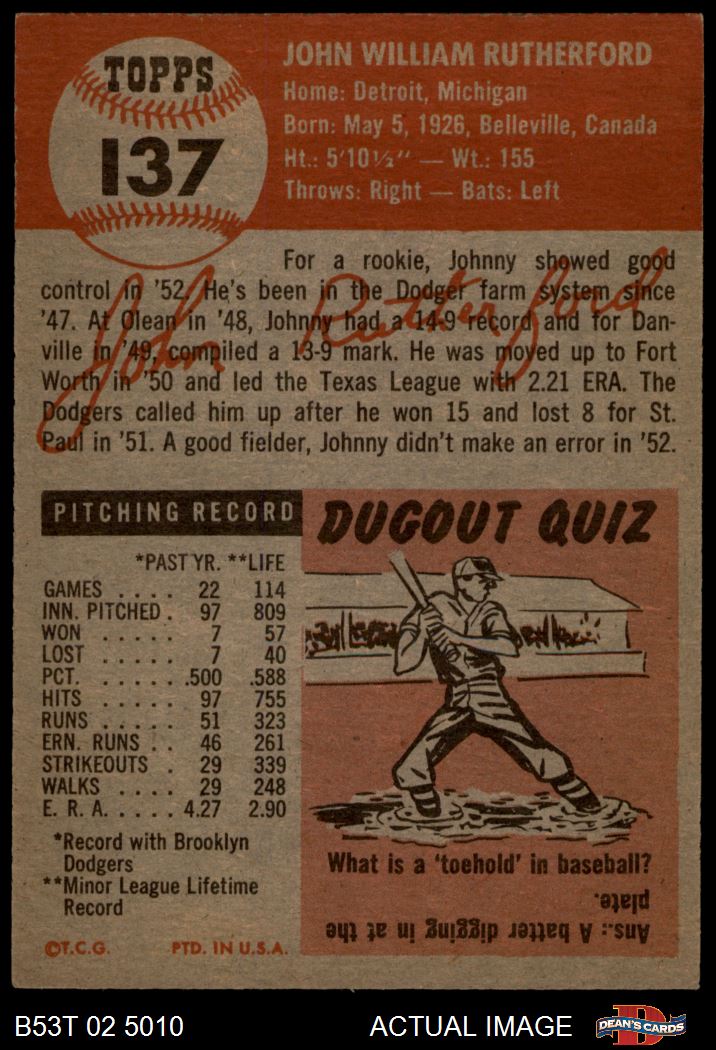 TOPPS
137
JOHN WILLIAM RUTHERFORD
Home: Detroit, Michigan
Born: May 5, 1926, Belleville, Canada
Ht.: 5'10½" — Wt.: 155
Throws: Right — Bats: Left
For a rookie, Johnny showed good
control in '52. He's been in the Dodger farm system since
'47. At Olean in '48, Johnny had a 14-9 record and for Dan-
ville in '49, compiled a 13-9 mark. He was moved up to Fort
Worth in '50 and led the Texas League with 2.21 ERA. The
Dodgers called him up after he won 15 and lost 8 for St.
Paul in '51. A good fielder, Johnny didn't make an error in '52.
John Rutherford
PITCHING RECORD
*PAST YR. **LIFE
GAMES . . . . 22 114
INN. PITCHED . 97 809
WON . . . . . 7 57
LOST . . . . . 7 40
PCT. . . . . . .500 .588
HITS . . . . . 97 755
RUNS . . . . . 51 323
ERN. RUNS . . 46 261
STRIKEOUTS . 29 339
WALKS . . . . 29 248
E. R. A. . . . . . 4.27 2.90
*Record with Brooklyn
Dodgers
**Minor League Lifetime
Record
©T.C.G. PTD. IN U.S.A.
DUGOUT QUIZ
What is a 'toehold' in baseball?
Ans.: A batter digging in at the
plate.
B53T 02 5010
ACTUAL IMAGE
D
DEAN'S CARDS